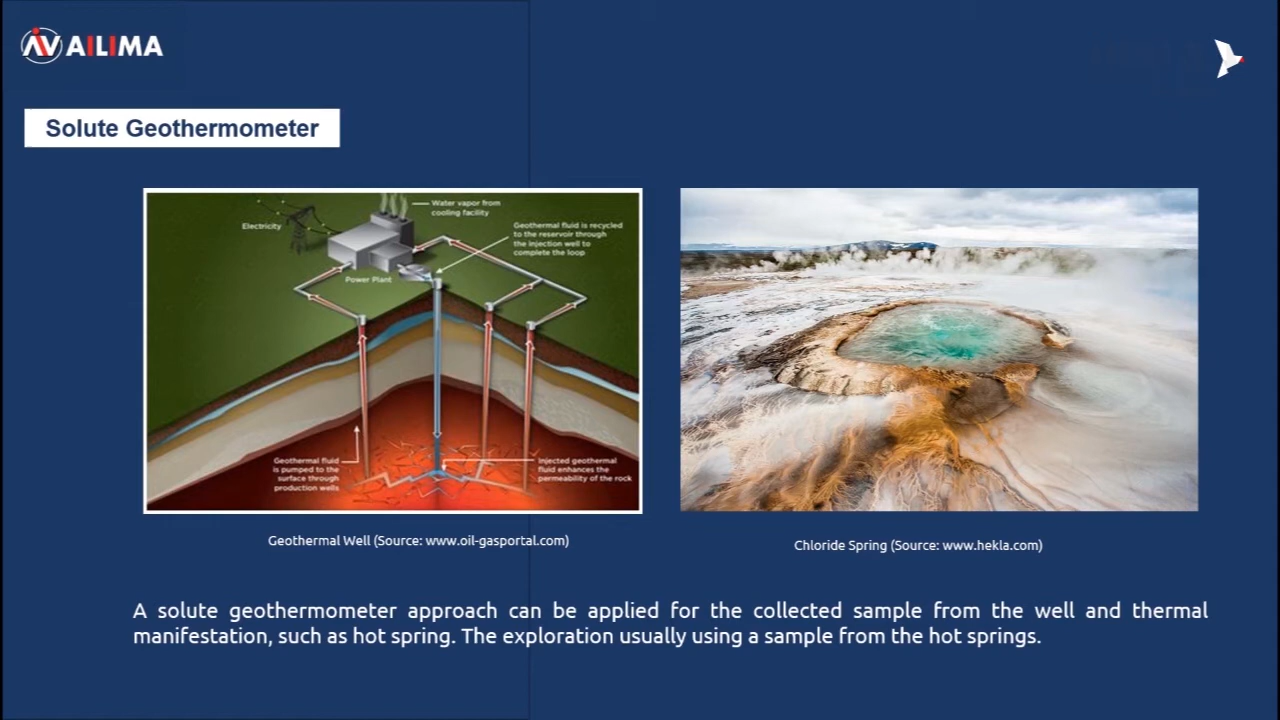 AILIMA
Solute Geothermometer
Water vapor from
cooling facility
Electricity
Geothermal fluid is recycled
to the reservoir through
the injection well to
complete the loop
Power Plant
Geothermal fluid
is pumped to the
surface through
production wells
Injected geothermal
fluid enhances the
permeability of the rock
Geothermal Well (Source: www.oil-gasportal.com)
Chloride Spring (Source: www.hekla.com)
A solute geothermometer approach can be applied for the collected sample from the well and thermal
manifestation, such as hot spring. The exploration usually using a sample from the hot springs.